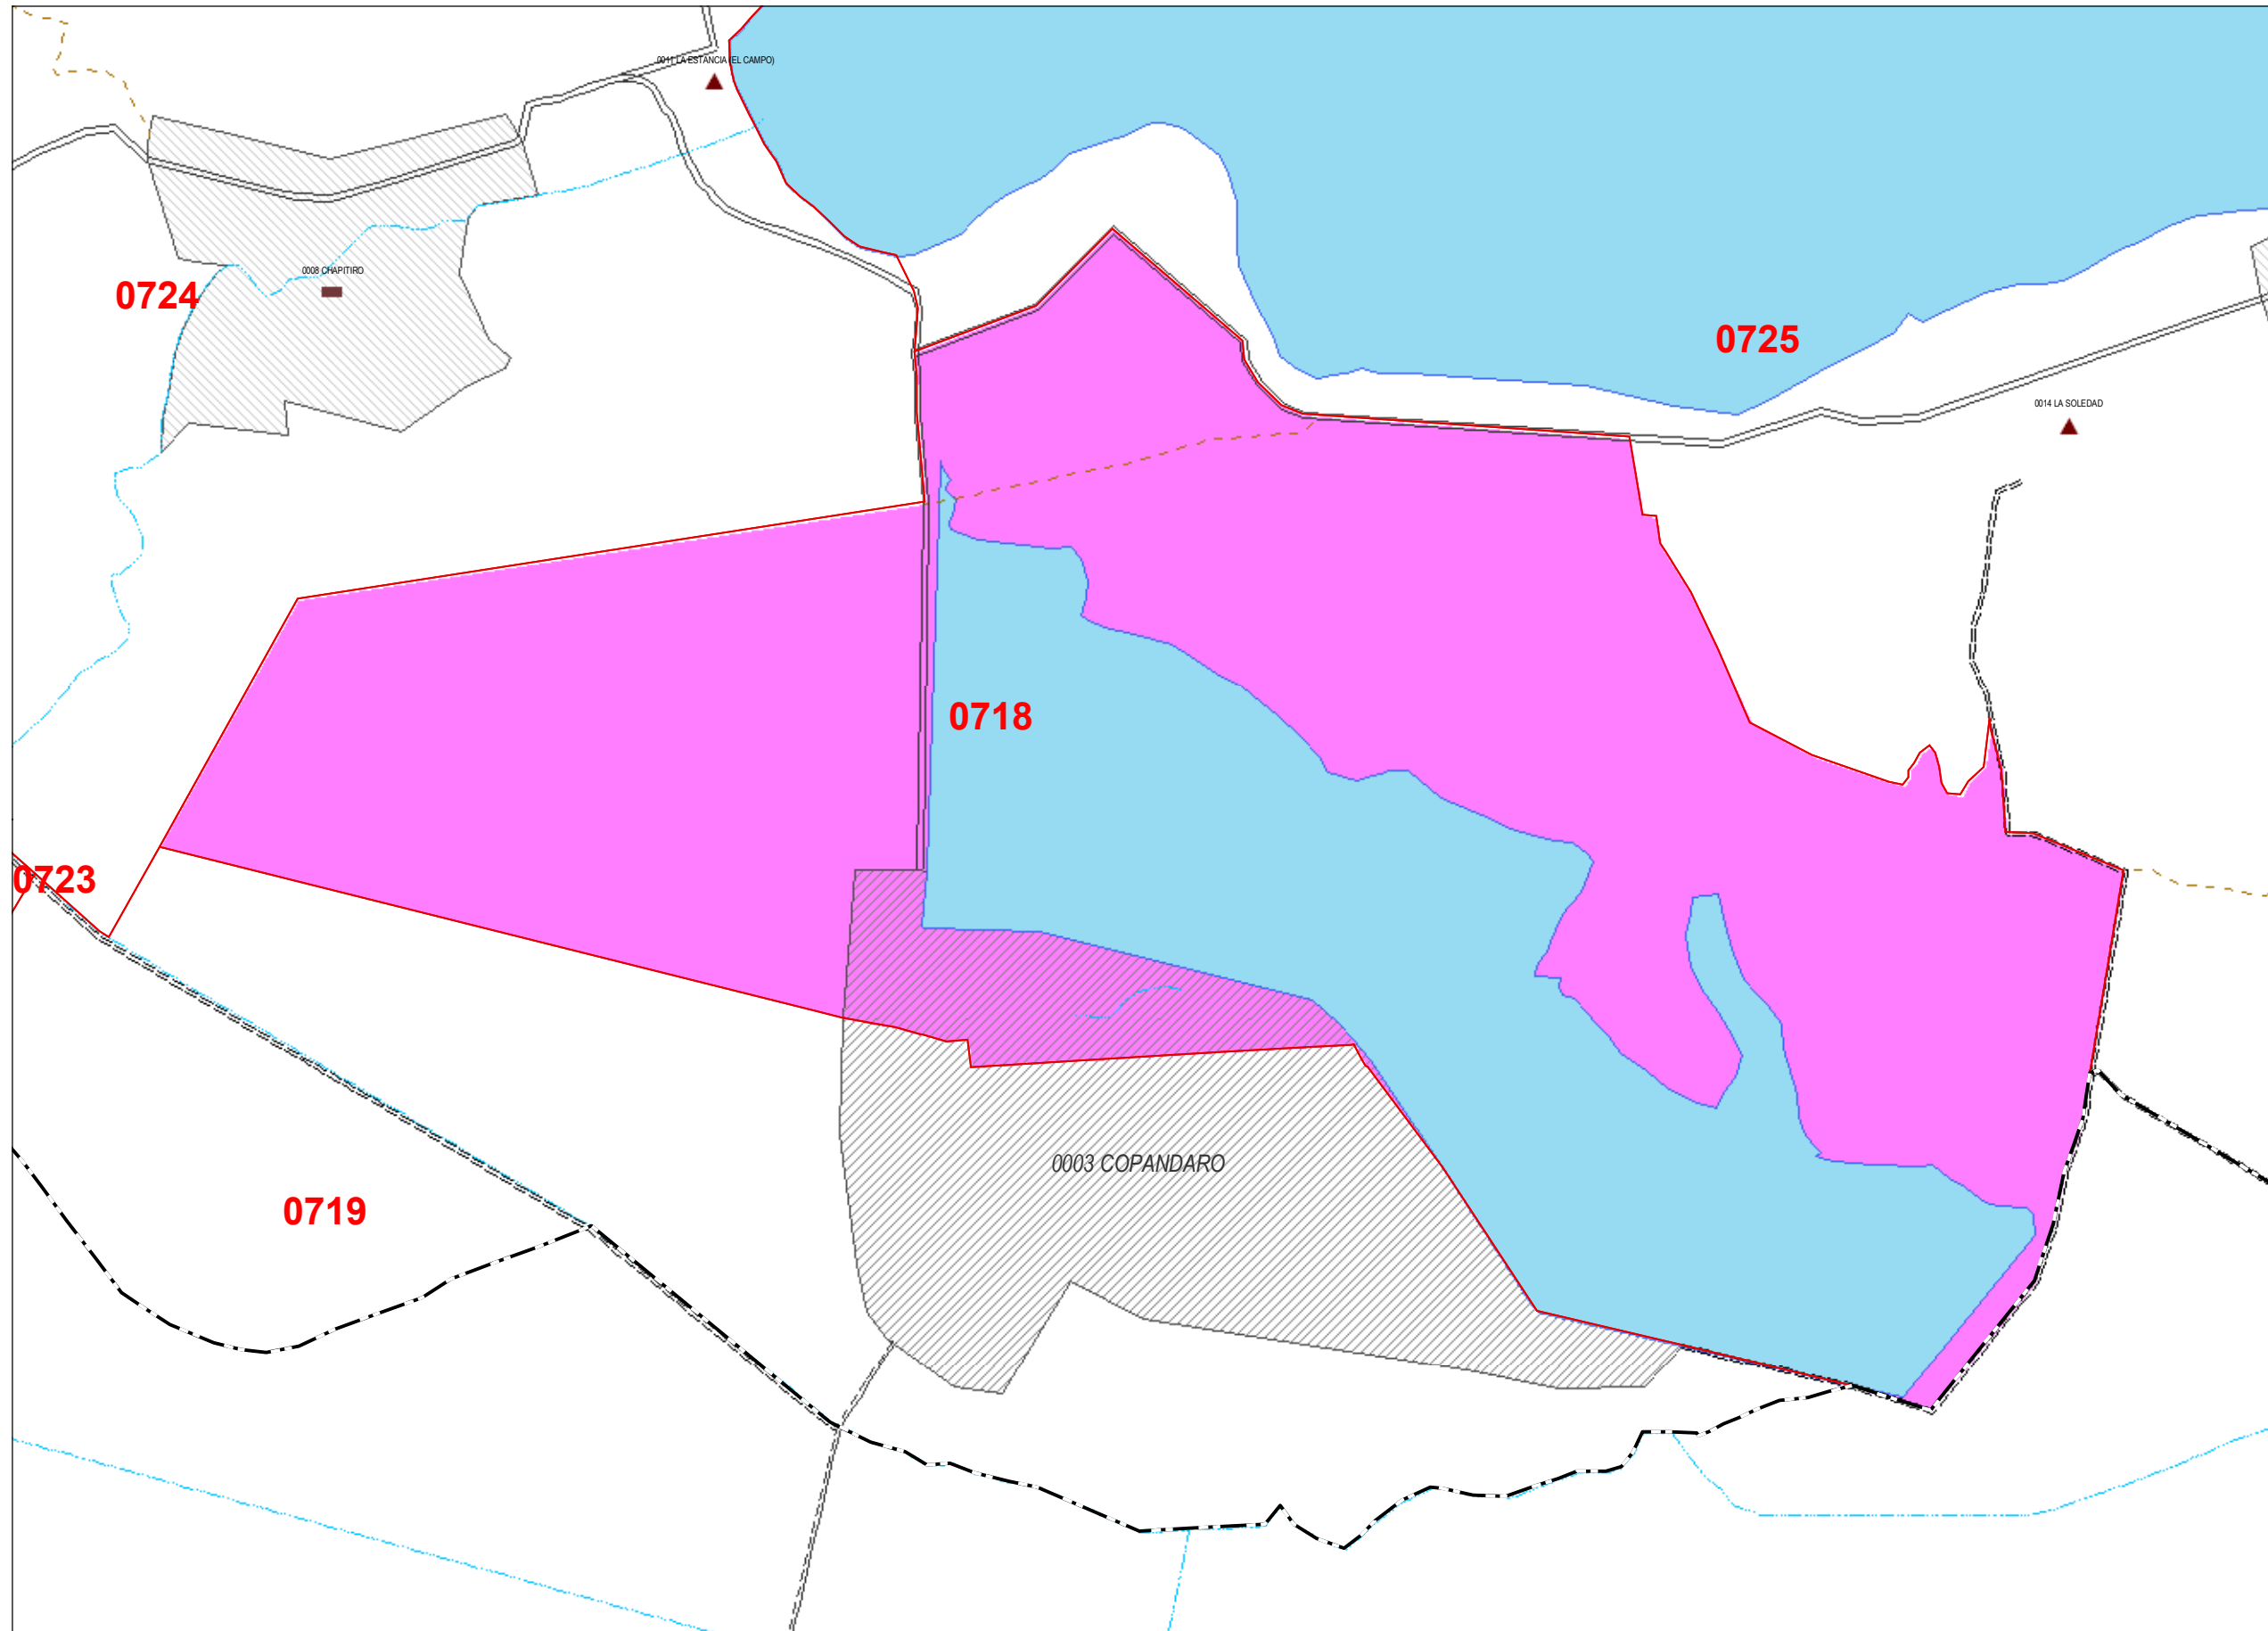 0011 LA ESTANCIA (EL CAMPO)
0008 CHAPITIRO
0724
0725
0014 LA SOLEDAD
0718
0723
0003 COPANDARO
0719